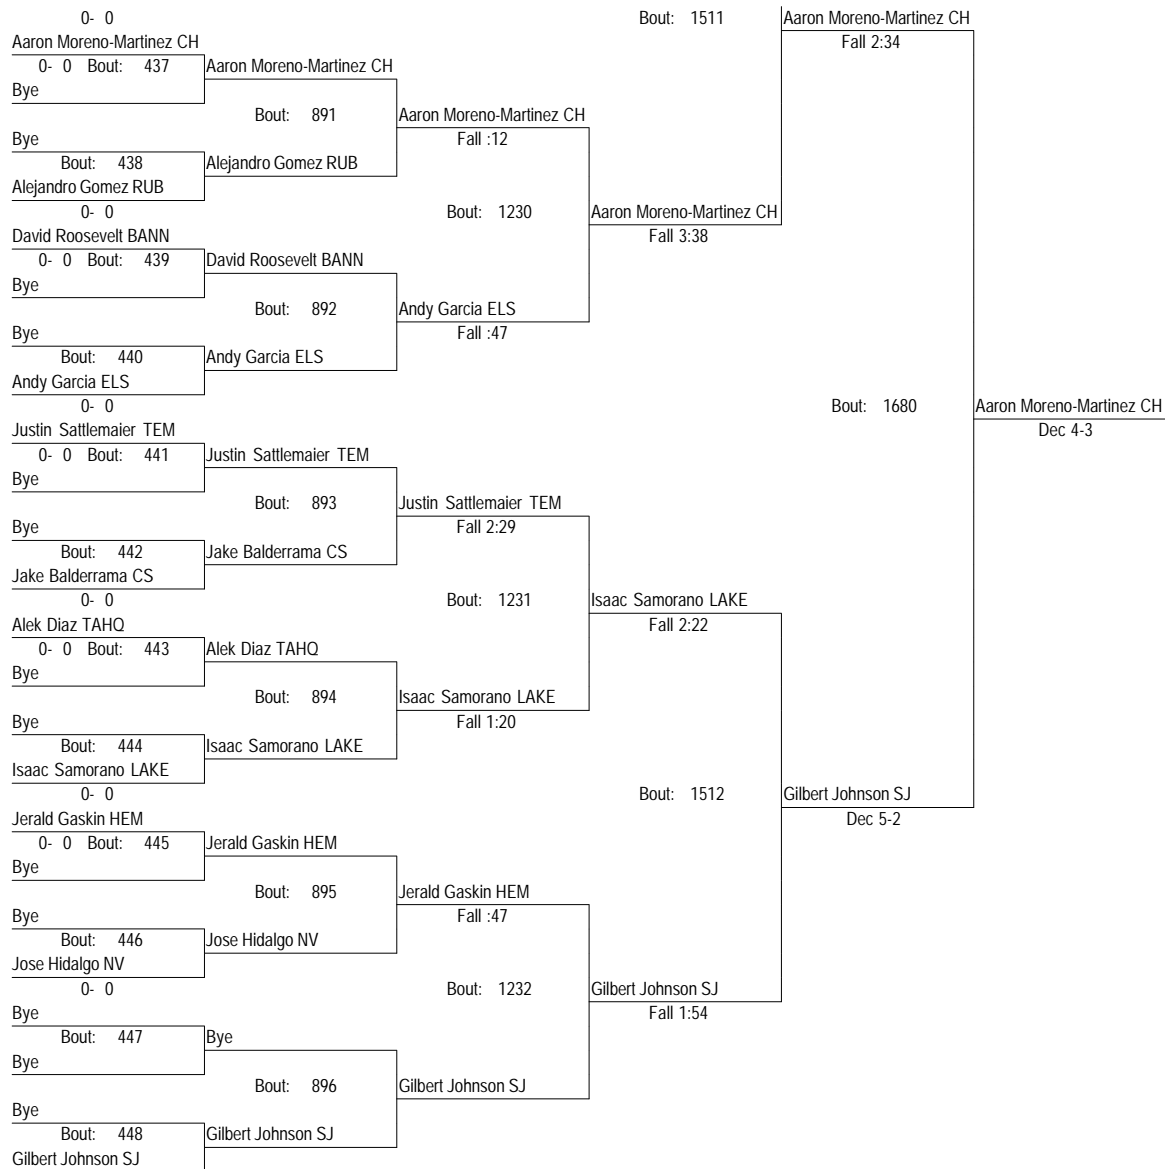 0- 0
Bout: 1511
Aaron Moreno-Martinez CH
Aaron Moreno-Martinez CH
Fall 2:34
0- 0 Bout: 437
Aaron Moreno-Martinez CH
Bye
Bout: 891
Aaron Moreno-Martinez CH
Bye
Fall :12
Bout: 438
Alejandro Gomez RUB
Alejandro Gomez RUB
0- 0
Bout: 1230
Aaron Moreno-Martinez CH
David Roosevelt BANN
Fall 3:38
0- 0 Bout: 439
David Roosevelt BANN
Bye
Bout: 892
Andy Garcia ELS
Bye
Fall :47
Bout: 440
Andy Garcia ELS
Andy Garcia ELS
0- 0
Bout: 1680
Aaron Moreno-Martinez CH
Justin Sattlemaier TEM
Dec 4-3
0- 0 Bout: 441
Justin Sattlemaier TEM
Bye
Bout: 893
Justin Sattlemaier TEM
Bye
Fall 2:29
Bout: 442
Jake Balderrama CS
Jake Balderrama CS
0- 0
Bout: 1231
Isaac Samorano LAKE
Alek Diaz TAHQ
Fall 2:22
0- 0 Bout: 443
Alek Diaz TAHQ
Bye
Bout: 894
Isaac Samorano LAKE
Bye
Fall 1:20
Bout: 444
Isaac Samorano LAKE
Isaac Samorano LAKE
0- 0
Bout: 1512
Gilbert Johnson SJ
Jerald Gaskin HEM
Dec 5-2
0- 0 Bout: 445
Jerald Gaskin HEM
Bye
Bout: 895
Jerald Gaskin HEM
Bye
Fall :47
Bout: 446
Jose Hidalgo NV
Jose Hidalgo NV
0- 0
Bout: 1232
Gilbert Johnson SJ
Bye
Fall 1:54
Bout: 447
Bye
Bye
Bout: 896
Gilbert Johnson SJ
Bye
Bout: 448
Gilbert Johnson SJ
Gilbert Johnson SJ